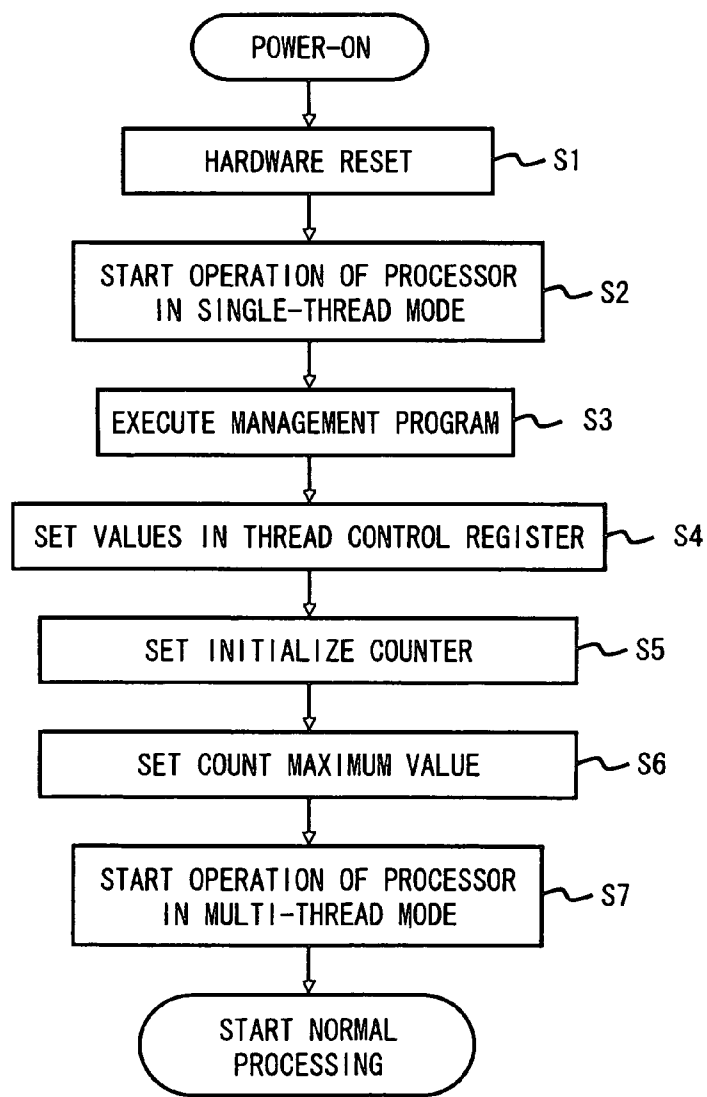 POWER-ON
HARDWARE RESET S1
START OPERATION OF PROCESSOR
IN SINGLE-THREAD MODE S2
EXECUTE MANAGEMENT PROGRAM S3
SET VALUES IN THREAD CONTROL REGISTER S4
SET INITIALIZE COUNTER S5
SET COUNT MAXIMUM VALUE S6
START OPERATION OF PROCESSOR
IN MULTI-THREAD MODE S7
START NORMAL
PROCESSING